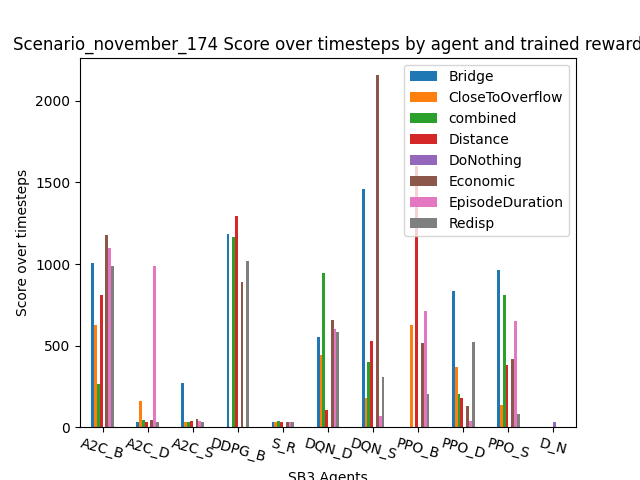 Scenario_november_174 Score over timesteps by agent and trained reward
Score over timesteps
2000
1500
1000
500
0
Bridge
CloseToOverflow
combined
Distance
DoNothing
Economic
EpisodeDuration
Redisp
A2C_B
A2C_D
A2C_S
DDPG_B
S_R
DQN_D
DQN_S
PPO_B
PPO_D
PPO_S
D_N
SB3 Agents